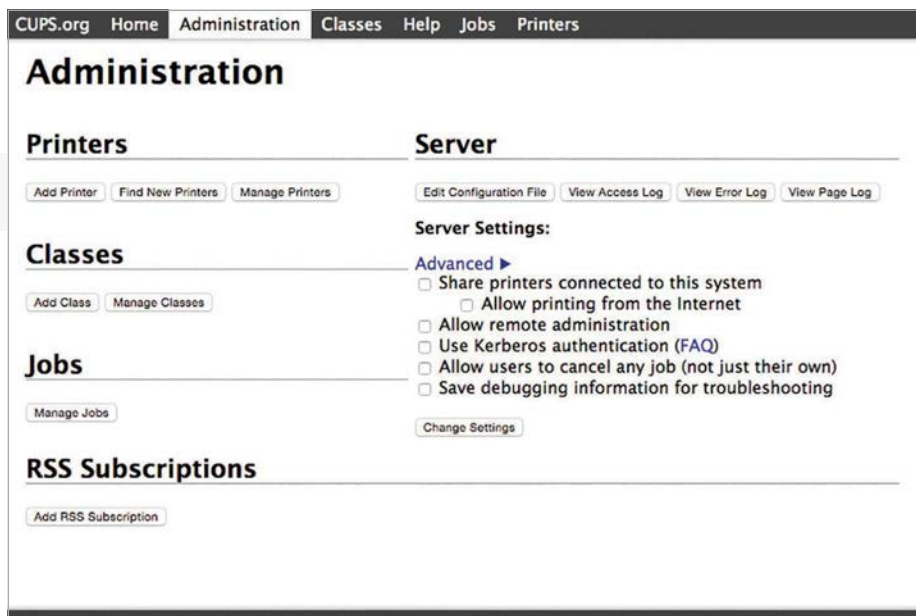 CUPS.org Home Administration Classes Help Jobs Printers
Administration
Printers
Add Printer Find New Printers Manage Printers
Classes
Add Class Manage Classes
Jobs
Manage Jobs
Server
Edit Configuration File View Access Log View Error Log View Page Log
Server Settings:
Advanced ▶
Share printers connected to this system
Allow printing from the Internet
Allow remote administration
Use Kerberos authentication (FAQ)
Allow users to cancel any job (not just their own)
Save debugging information for troubleshooting
Change Settings
RSS Subscriptions
Add RSS Subscription